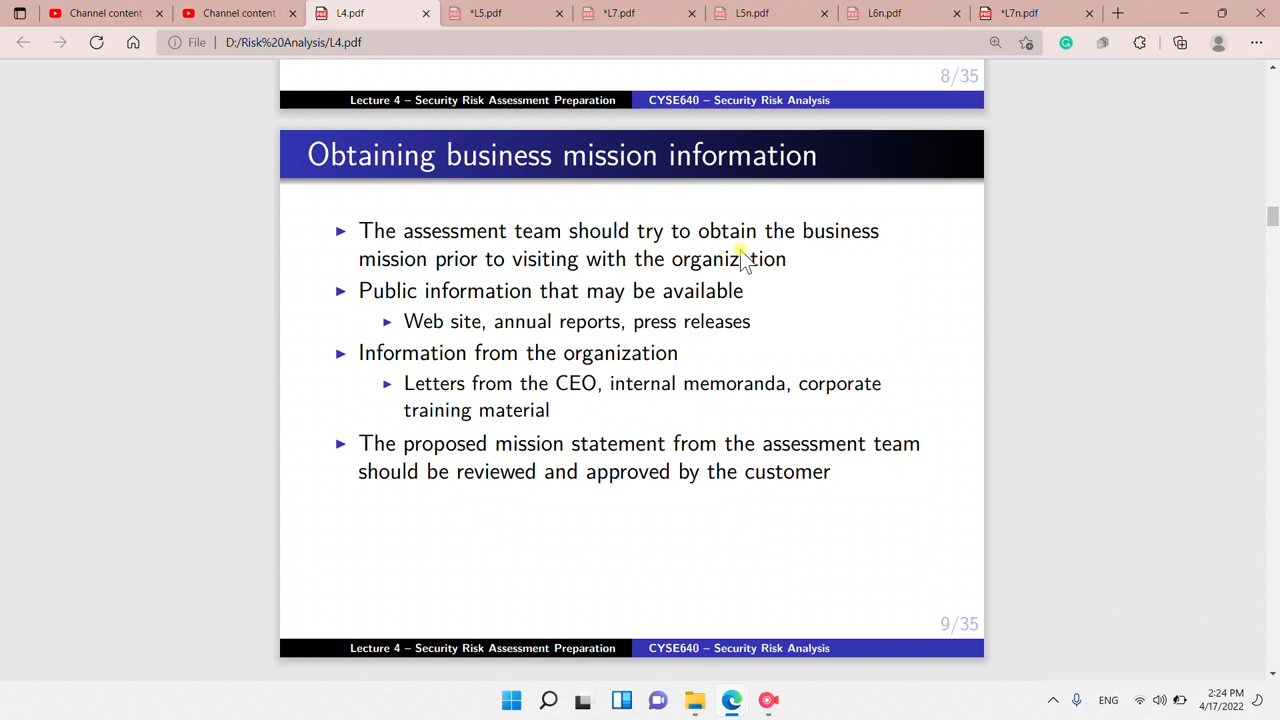 Channel content
Channel content
L4.pdf
*L5.pdf
*L7.pdf
L5n.pdf
L6n.pdf
*L7n.pdf
File
D:/Risk%20Analysis/L4.pdf
8/35
Lecture 4 – Security Risk Assessment Preparation CYSE640 – Security Risk Analysis
Obtaining business mission information
The assessment team should try to obtain the business
mission prior to visiting with the organization
Public information that may be available
Web site, annual reports, press releases
Information from the organization
Letters from the CEO, internal memoranda, corporate
training material
The proposed mission statement from the assessment team
should be reviewed and approved by the customer
9/35
Lecture 4 – Security Risk Assessment Preparation CYSE640 – Security Risk Analysis
ENG
2:24 PM
4/17/2022